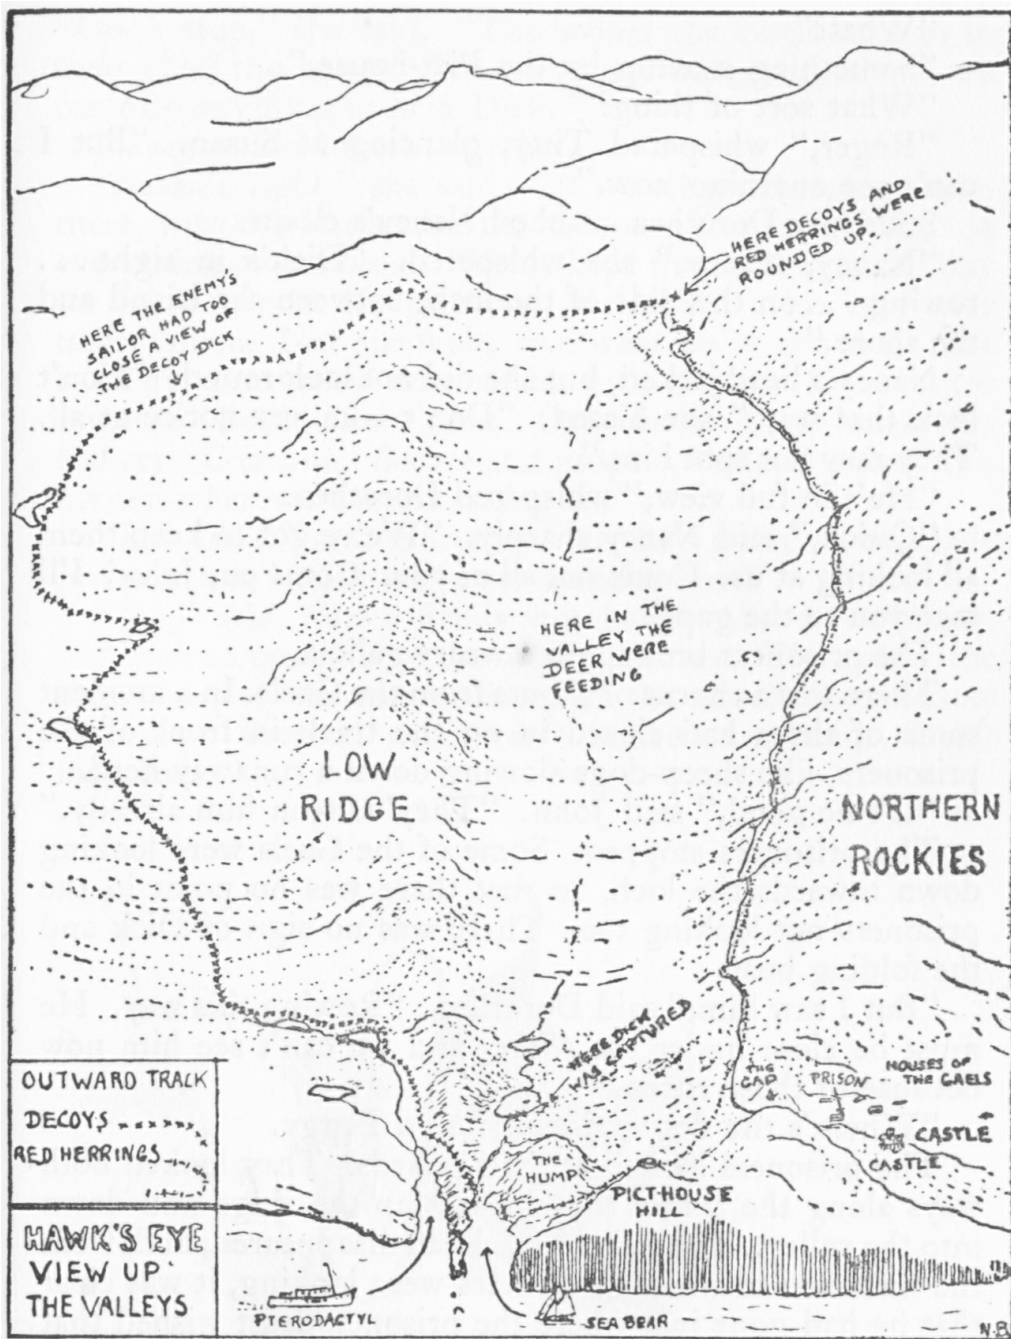 HERE DECOYS AND
RED HERRINGS WERE
ROUNDED UP.
HERE THE ENEMY'S
SAILOR HAD TOO
CLOSE A VIEW OF
THE DECOY DICK
HERE IN THE
VALLEY THE
DEER WERE
FEEDING
LOW
RIDGE
NORTHERN
ROCKIES
HERE DICK
WAS CAPTURED
THE
GAP
PRISON
HOUSES OF
THE GAELS
CASTLE
CASTLE
THE
HUMP
PICT-HOUSE
HILL
OUTWARD TRACK
DECOYS
RED HERRINGS
HAWK'S EYE
VIEW UP
THE VALLEYS
PTERODACTYL
SEA BEAR
N.B.